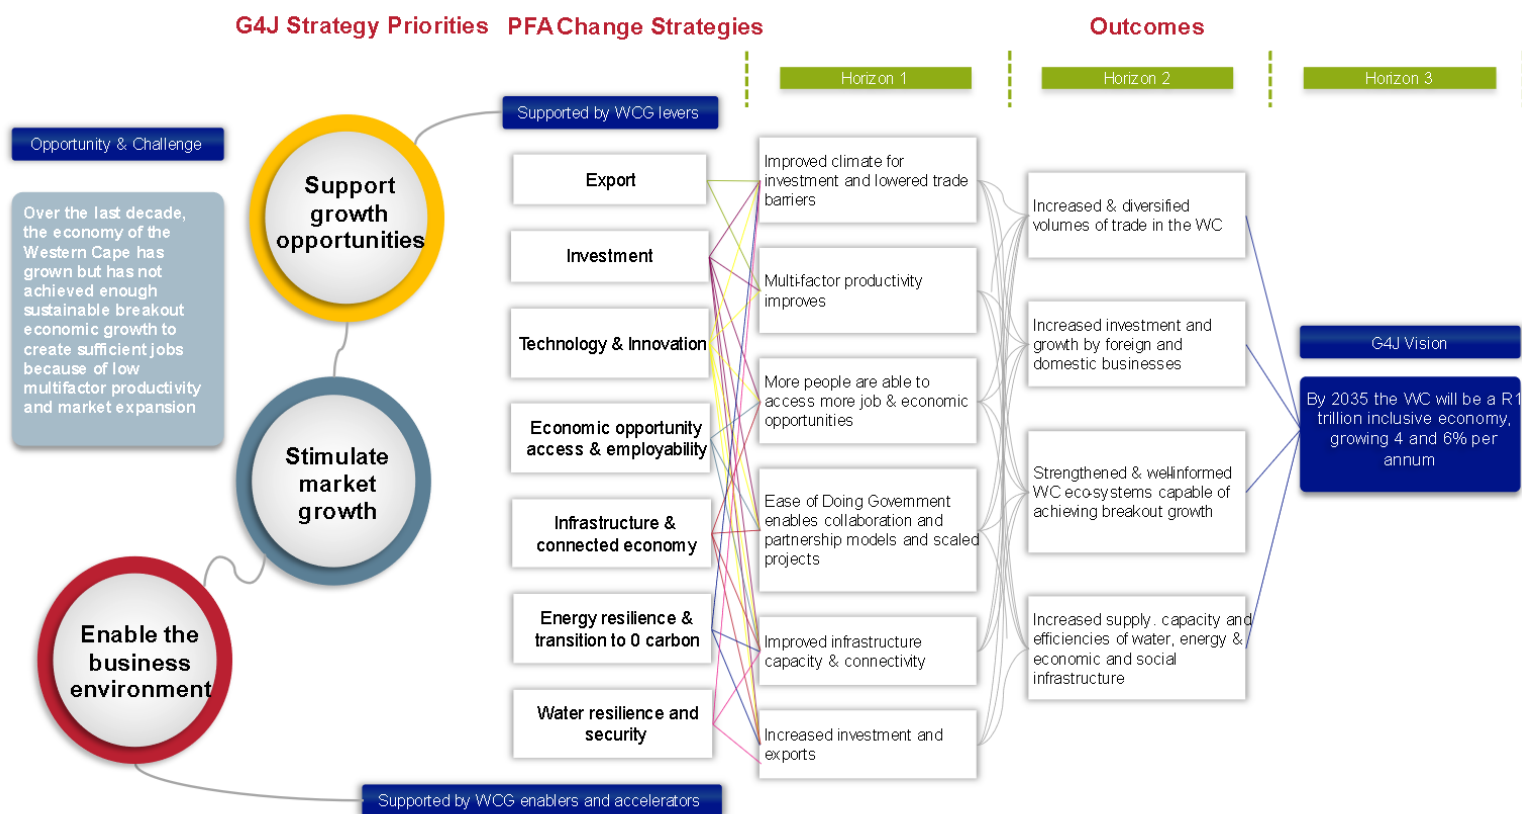 G4J Strategy Priorities
PFA Change Strategies
Outcomes
Horizon 1
Horizon 2
Horizon 3
Supported by WCG levers
Opportunity & Challenge
Over the last decade,
the economy of the
Western Cape has
grown but has not
achieved enough
sustainable breakout
economic growth to
create sufficient jobs
because of low
multifactor productivity
and market expansion
Support
growth
opportunities
Stimulate
market
growth
Enable the
business
environment
Export
Investment
Technology & Innovation
Economic opportunity
access & employability
Infrastructure &
connected economy
Energy resilience &
transition to 0 carbon
Water resilience and
security
Supported by WCG enablers and accelerators
Improved climate for
investment and lowered trade
barriers
Multi-factor productivity
improves
More people are able to
access more job & economic
opportunities
Ease of Doing Government
enables collaboration and
partnership models and scaled
projects
Improved infrastructure
capacity & connectivity
Increased investment and
exports
Increased & diversified
volumes of trade in the WC
Increased investment and
growth by foreign and
domestic businesses
Strengthened & well-informed
WC eco-systems capable of
achieving breakout growth
Increased supply. capacity and
efficiencies of water, energy &
economic and social
infrastructure
G4J Vision
By 2035 the WC will be a R1
trillion inclusive economy,
growing 4 and 6% per
annum